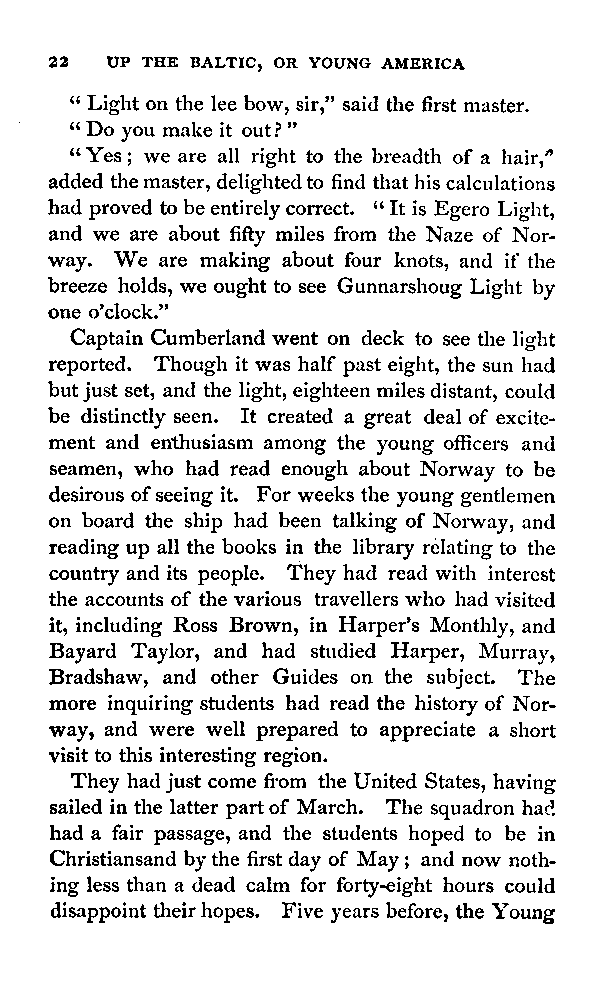 22 UP THE BALTIC, OR YOUNG AMERICA
“ Light on the lee bow, sir,” said the first master.
“ Do you make it out? ”
“ Yes ; we are all right to the breadth of a hair,”
added the master, delighted to find that his calculations
had proved to be entirely correct. “ It is Egero Light,
and we are about fifty miles from the Naze of Nor-
way. We are making about four knots, and if the
breeze holds, we ought to see Gunnarshoug Light by
one o’clock.”
Captain Cumberland went on deck to see the light
reported. Though it was half past eight, the sun had
but just set, and the light, eighteen miles distant, could
be distinctly seen. It created a great deal of excite-
ment and enthusiasm among the young officers and
seamen, who had read enough about Norway to be
desirous of seeing it. For weeks the young gentlemen
on board the ship had been talking of Norway, and
reading up all the books in the library relating to the
country and its people. They had read with interest
the accounts of the various travellers who had visited
it, including Ross Brown, in Harper’s Monthly, and
Bayard Taylor, and had studied Harper, Murray,
Bradshaw, and other Guides on the subject. The
more inquiring students had read the history of Nor-
way, and were well prepared to appreciate a short
visit to this interesting region.
They had just come from the United States, having
sailed in the latter part of March. The squadron had
had a fair passage, and the students hoped to be in
Christiansand by the first day of May ; and now noth-
ing less than a dead calm for forty-eight hours could
disappoint their hopes. Five years before, the Young